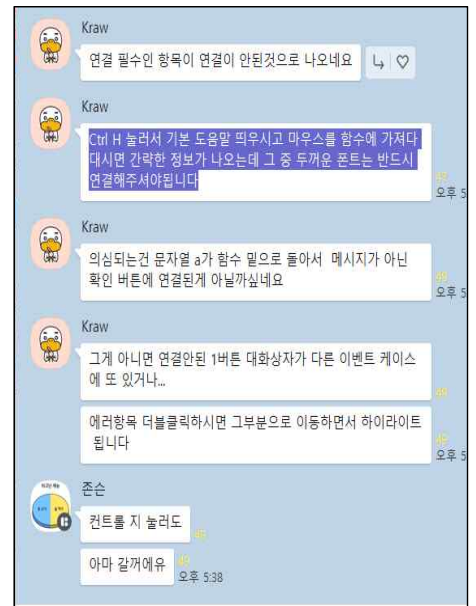 Kraw
연결 필수인 항목이 연결이 안된것으로 나오네요
Kraw
Ctrl H 눌러서 기본 도움말 띄우시고 마우스를 함수에 가져다
대시면 간략한 정보가 나오는데 그 중 두꺼운 폰트는 반드시
연결해주셔야됩니다
오후 5
Kraw
의심되는건 문자열 a가 함수 밑으로 돌아서 메시지가 아닌
확인 버튼에 연결된게 아닐까싶네요
오후 5
Kraw
그게 아니면 연결안된 1버튼 대화상자가 다른 이벤트 케이스
에 또 있거나...
에러항목 더블클릭하시면 그부분으로 이동하면서 하이라이트
됩니다
오후 5
존슨
컨트롤 지 눌러도
아마 갈꺼에유
오후 5:38